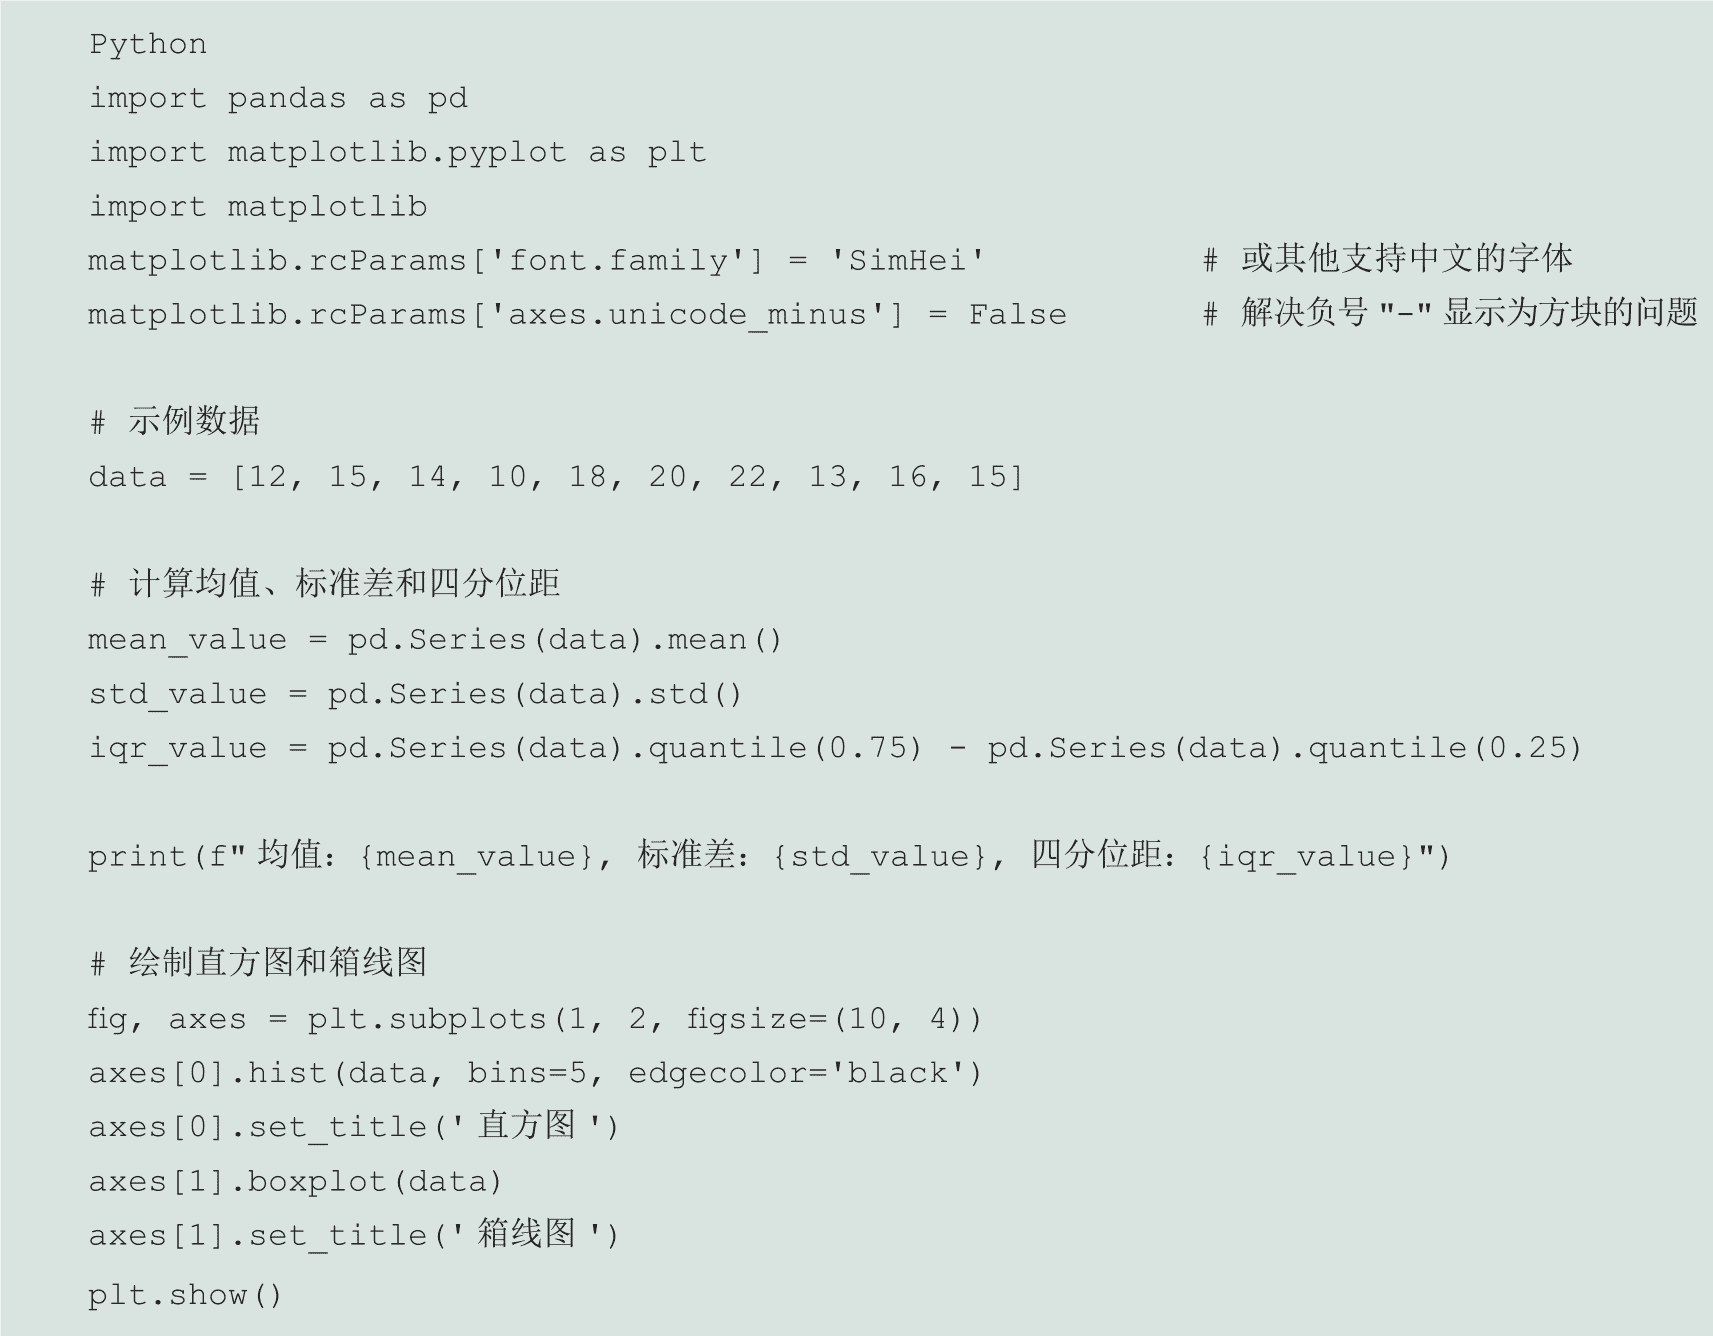 Python
import pandas as pd
import matplotlib.pyplot as plt
import matplotlib
matplotlib.rcParams['font.family'] = 'SimHei' # 或其他支持中文的字体
matplotlib.rcParams['axes.unicode_minus'] = False # 解决负号 "-" 显示为方块的问题
# 示例数据
data = [12, 15, 14, 10, 18, 20, 22, 13, 16, 15]
# 计算均值、标准差和四分位距
mean_value = pd.Series(data).mean()
std_value = pd.Series(data).std()
iqr_value = pd.Series(data).quantile(0.75) - pd.Series(data).quantile(0.25)
print(f" 均值：{mean_value}, 标准差：{std_value}, 四分位距：{iqr_value}")
# 绘制直方图和箱线图
fig, axes = plt.subplots(1, 2, figsize=(10, 4))
axes[0].hist(data, bins=5, edgecolor='black')
axes[0].set_title(' 直方图 ')
axes[1].boxplot(data)
axes[1].set_title(' 箱线图 ')
plt.show()